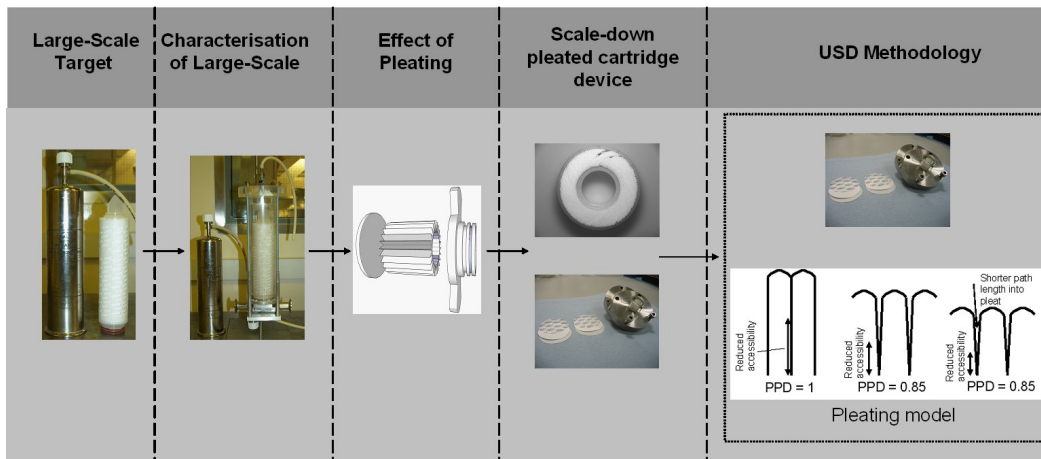 Large-Scale
Target
Characterisation
of Large-Scale
Effect of
Pleating
Scale-down
pleated cartridge
device
USD Methodology
Shorter path
length into
pleat
Reduced
accessibility
Reduced
accessibility
Reduced
accessibility
PPD = 1
PPD = 0.85
PPD = 0.85
Pleating model